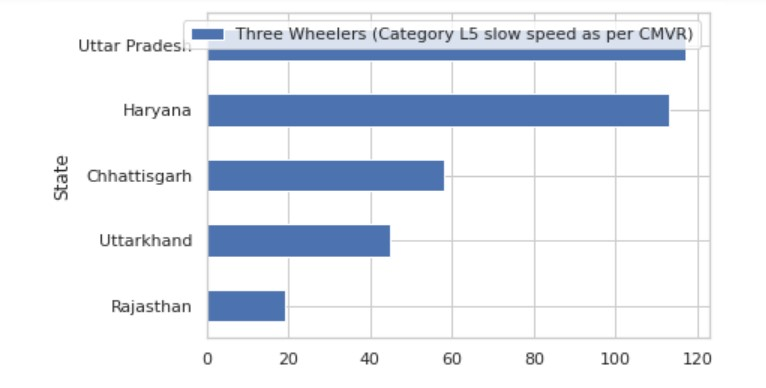 Three Wheelers (Category L5 slow speed as per CMVR)
Uttar Pradesh
Haryana
Chhattisgarh
Uttarkhand
Rajasthan
State
0 20 40 60 80 100 120